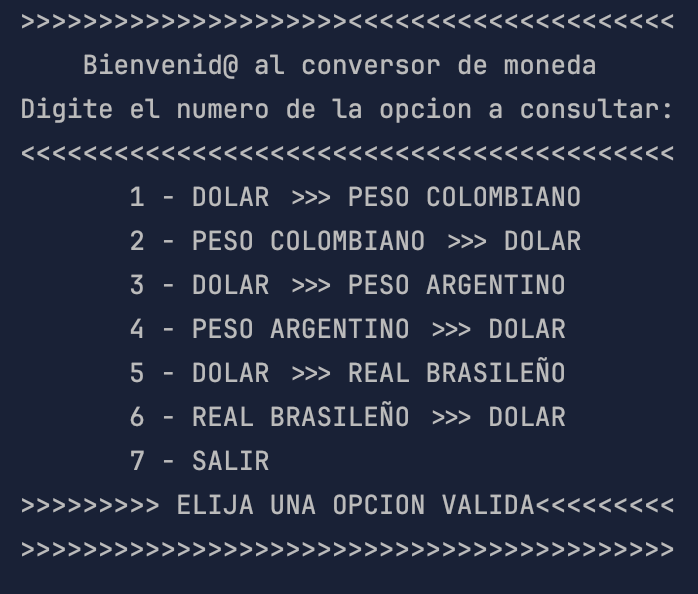 >>>>>>>>>>>>>>>>>>>>><<<<<<<<<<<<<<<<<<<<<
Bienvenid@ al conversor de moneda
Digite el numero de la opcion a consultar:
<<<<<<<<<<<<<<<<<<<<<<<<<<<<<<<<<<<<<<<<<<
1 - DOLAR >>> PESO COLOMBIANO
2 - PESO COLOMBIANO >>> DOLAR
3 - DOLAR >>> PESO ARGENTINO
4 - PESO ARGENTINO >>> DOLAR
5 - DOLAR >>> REAL BRASILEÑO
6 - REAL BRASILEÑO >>> DOLAR
7 - SALIR
>>>>>>>>> ELIJA UNA OPCION VALIDA<<<<<<<<<
>>>>>>>>>>>>>>>>>>>>>>>>>>>>>>>>>>>>>>>>>>